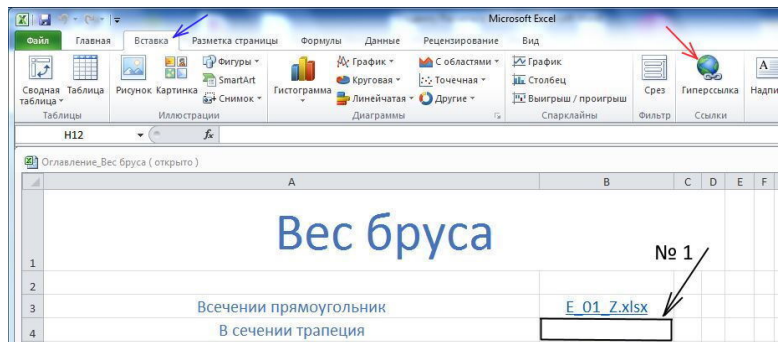 Microsoft Excel
Файл Главная Вставка Разметка страницы Формулы Данные Рецензирование Вид
Сводная таблица Таблица Рисунок Картинка Фигуры SmartArt Снимок Гистограмма График Круговая Линейчатая С областями Точечная Другие График Столбец Выигрыш / проигрыш Срез Гиперссылка
Таблицы Иллюстрации Диаграммы Спарклайны Фильтр Ссылки
H12 fx
Оглавление_Вес бруса ( открыто )
A B C D E F
1 Вес бруса № 1
2
3 Всечении прямоугольник E_01_Z.xlsx
4 В сечении трапеция